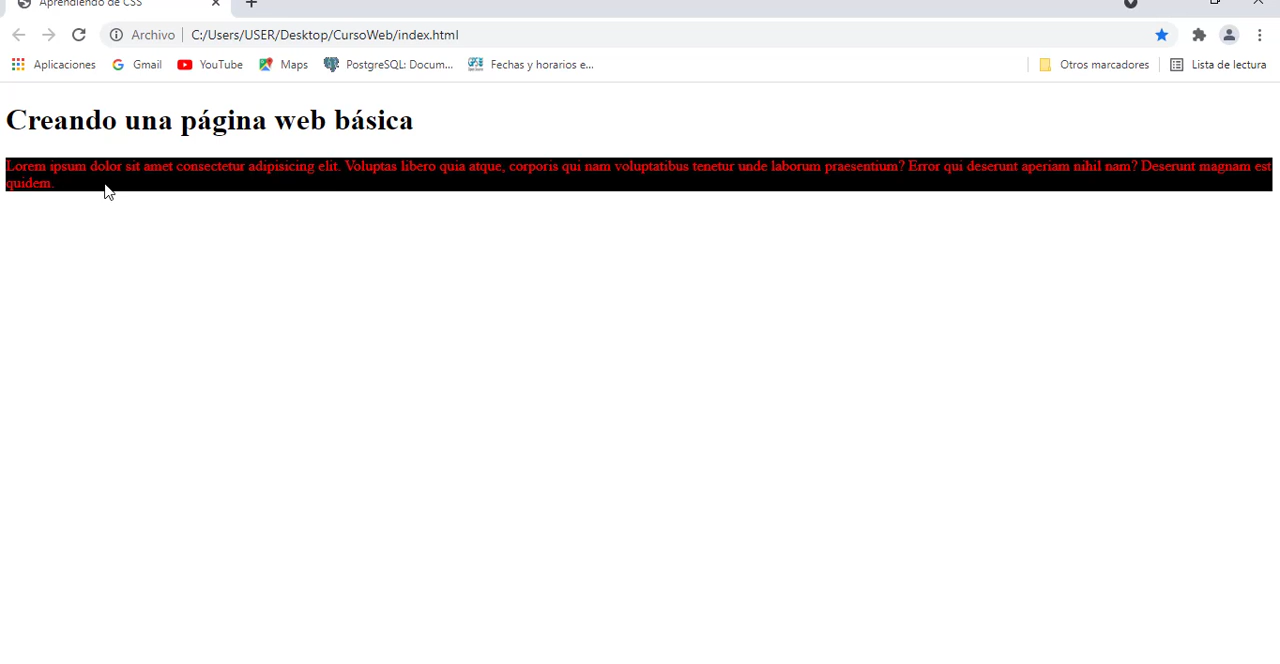 Aprendiendo de CSS
Archivo C:/Users/USER/Desktop/CursoWeb/index.html
Aplicaciones Gmail YouTube Maps PostgreSQL: Docum... Fechas y horarios e... Otros marcadores Lista de lectura
Creando una página web básica
Lorem ipsum dolor sit amet consectetur adipisicing elit. Voluptas libero quia atque, corporis qui nam voluptatibus tenetur unde laborum praesentium? Error qui deserunt aperiam nihil nam? Deserunt magnam est
quidem.